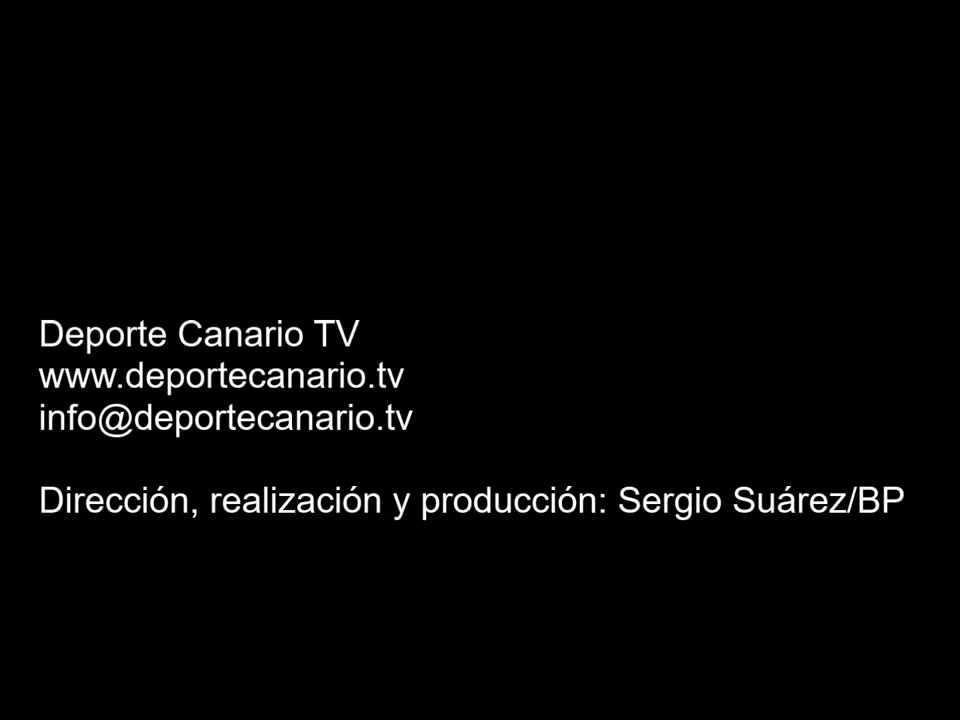 Deporte Canario TV
www.deportecanario.tv
info@deportecanario.tv
Dirección, realización y producción: Sergio Suárez/BP